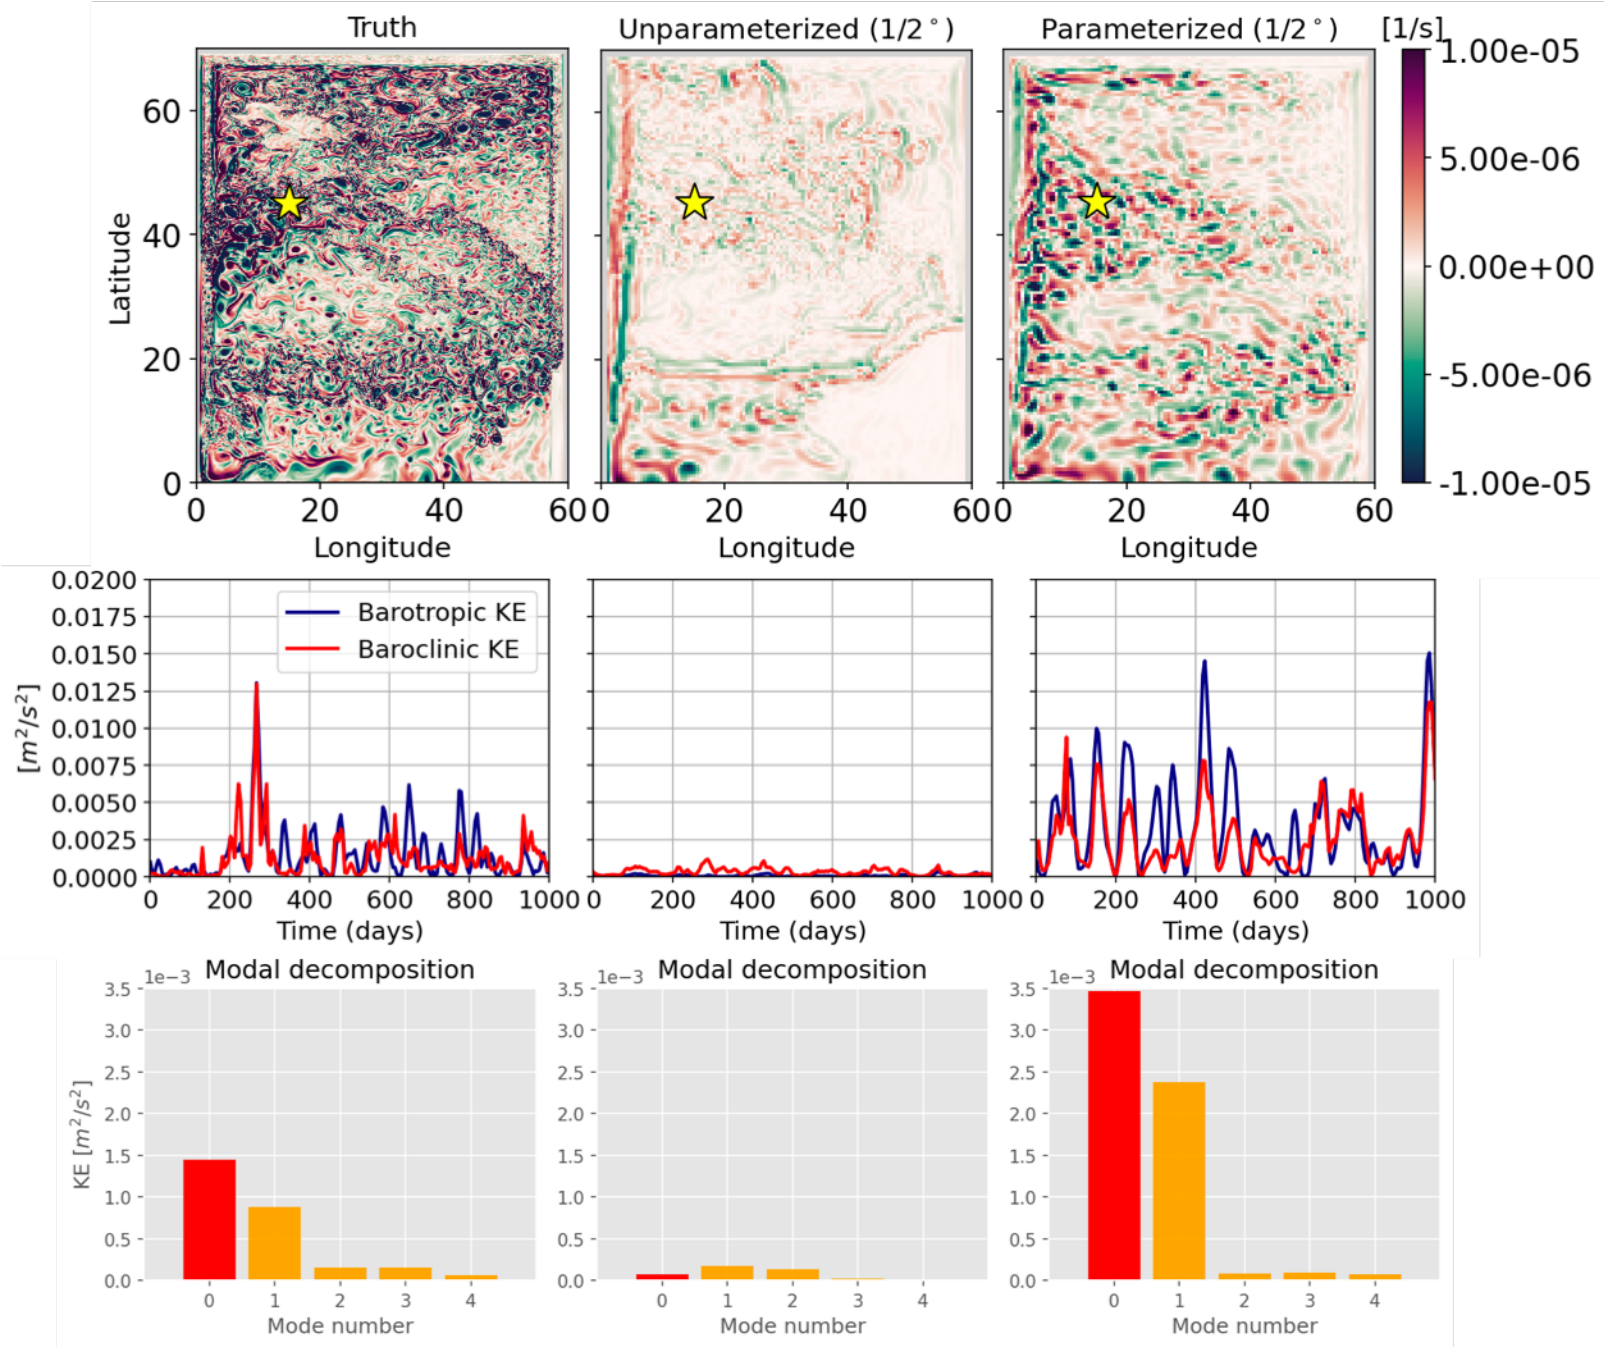 Truth
Unparameterized (1/2°)
Parameterized (1/2°)
[1/s]
1.00e-05
5.00e-06
0.00e+00
-5.00e-06
-1.00e-05
Latitude
60
40
20
0
0 20 40 60
0 20 40 60
0 20 40 60
Longitude
Longitude
Longitude
[m²/s²]
0.0200
0.0175
0.0150
0.0125
0.0100
0.0075
0.0050
0.0025
0.0000
Barotropic KE
Baroclinic KE
0 200 400 600 800 1000
0 200 400 600 800 1000
0 200 400 600 800 1000
Time (days)
Time (days)
Time (days)
1e−3
Modal decomposition
KE [m²/s²]
3.5
3.0
2.5
2.0
1.5
1.0
0.5
0.0
0 1 2 3 4
Mode number
1e−3
Modal decomposition
3.5
3.0
2.5
2.0
1.5
1.0
0.5
0.0
0 1 2 3 4
Mode number
1e−3
Modal decomposition
3.5
3.0
2.5
2.0
1.5
1.0
0.5
0.0
0 1 2 3 4
Mode number